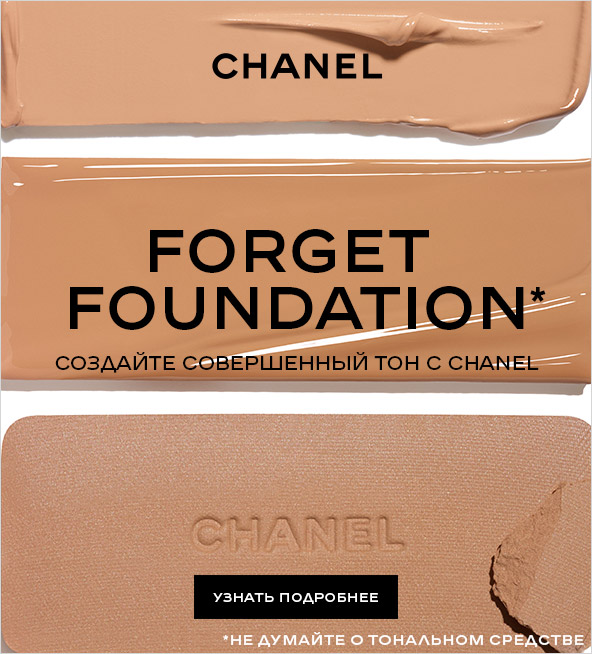 CHANEL
FORGET
FOUNDATION*
СОЗДАЙТЕ СОВЕРШЕННЫЙ ТОН С CHANEL
CHANEL
УЗНАТЬ ПОДРОБНЕЕ
*НЕ ДУМАЙТЕ О ТОНАЛЬНОМ СРЕДСТВЕ